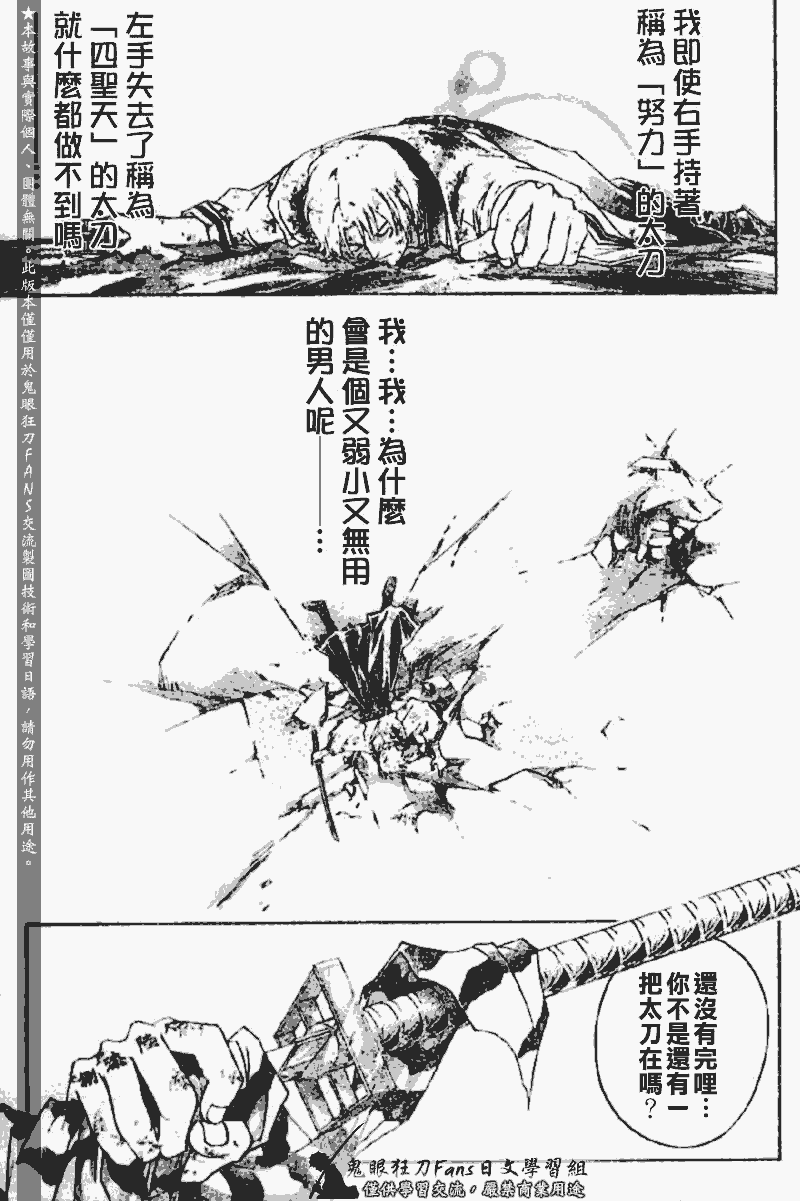 我即使右手持著
稱為「努力」的太刀
左手失去了稱為
「四聖天」的太刀
就什麼都做不到嗎
我…我…為什麼
會是個又弱小又無用
的男人呢——…
還沒有完哩…
你不是還有一
把太刀在嗎？
★本故事與實際個人、團體無關，此版本僅僅用於鬼眼狂刀FANS交流製圖技術和學習日語，請勿用作其他用途。
鬼眼狂刀Fans日文學習組
僅供學習交流，嚴禁商業用途